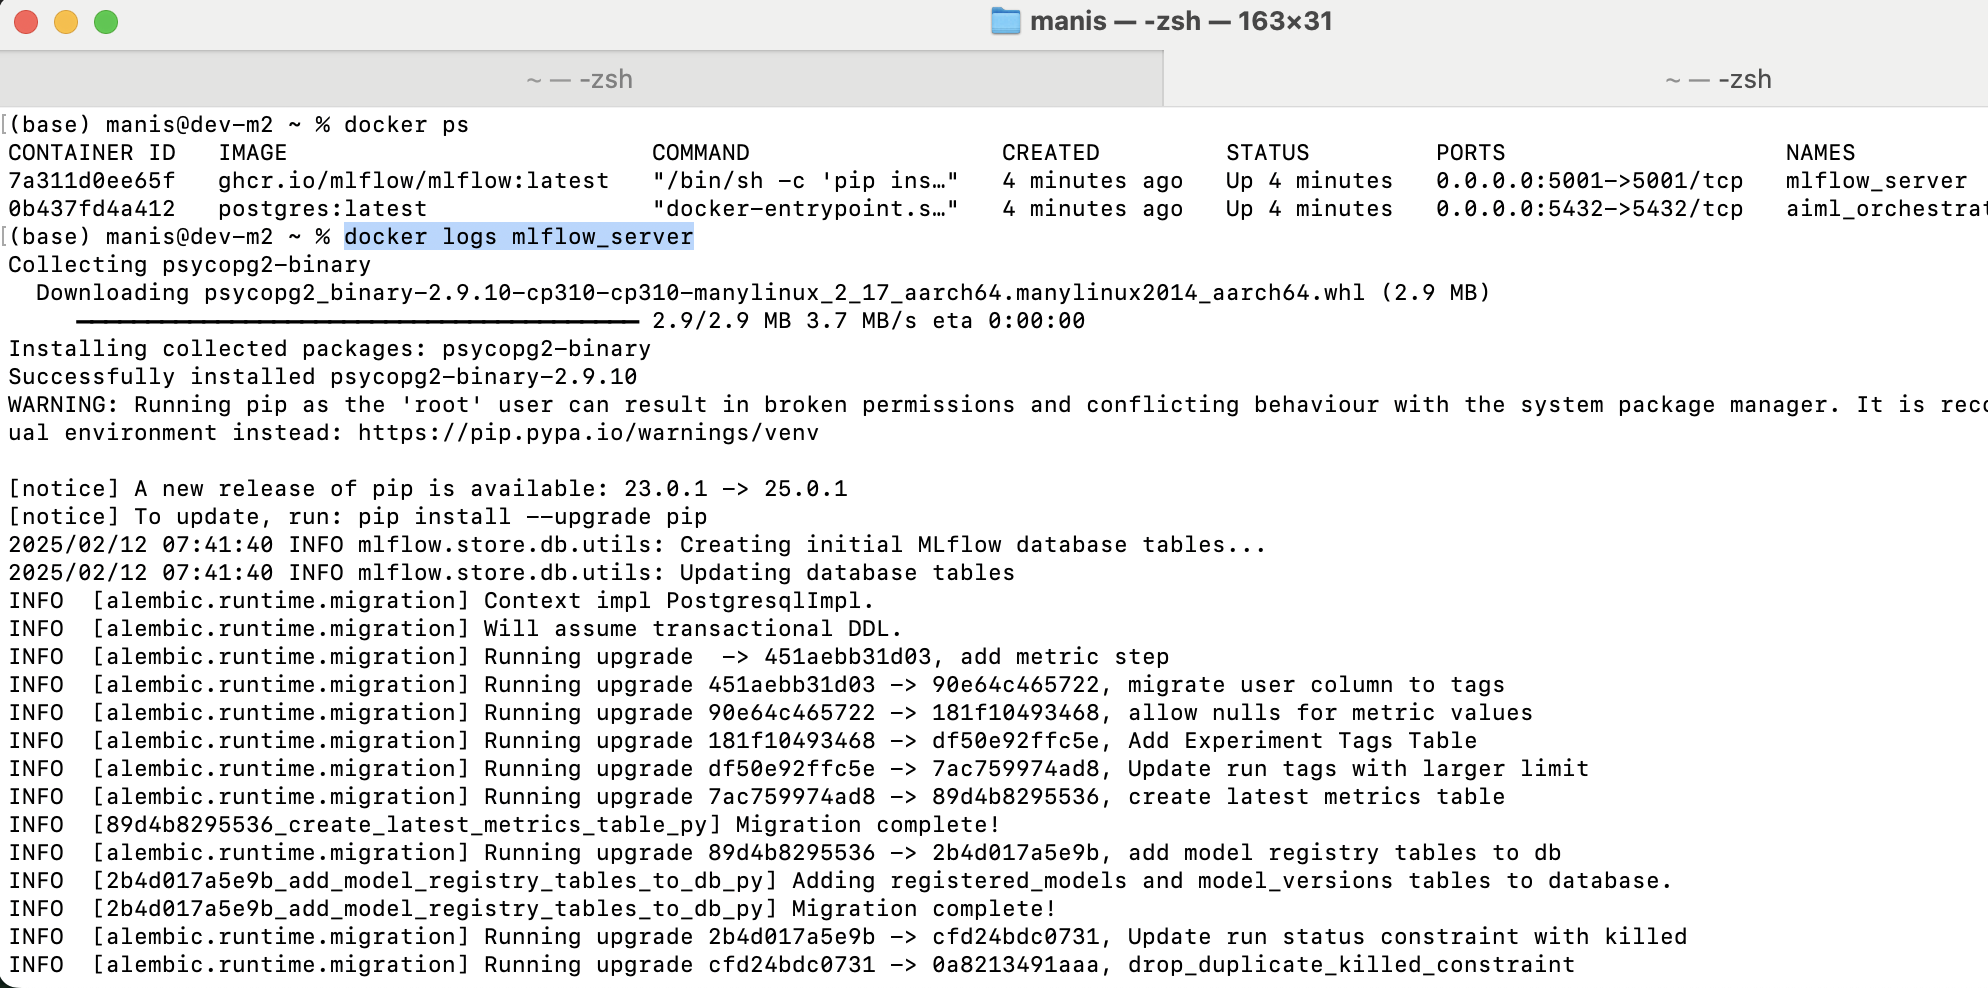 manis — -zsh — 163×31
~ — -zsh
~ — -zsh
(base) manis@dev-m2 ~ % docker ps
CONTAINER ID   IMAGE                          COMMAND                  CREATED         STATUS         PORTS                    NAMES
7a311d0ee65f   ghcr.io/mlflow/mlflow:latest   "/bin/sh -c 'pip ins…"   4 minutes ago   Up 4 minutes   0.0.0.0:5001->5001/tcp   mlflow_server
0b437fd4a412   postgres:latest                "docker-entrypoint.s…"   4 minutes ago   Up 4 minutes   0.0.0.0:5432->5432/tcp   aiml_orchestrat
(base) manis@dev-m2 ~ % docker logs mlflow_server
Collecting psycopg2-binary
  Downloading psycopg2_binary-2.9.10-cp310-cp310-manylinux_2_17_aarch64.manylinux2014_aarch64.whl (2.9 MB)
2.9/2.9 MB 3.7 MB/s eta 0:00:00
Installing collected packages: psycopg2-binary
Successfully installed psycopg2-binary-2.9.10
WARNING: Running pip as the 'root' user can result in broken permissions and conflicting behaviour with the system package manager. It is reco
ual environment instead: https://pip.pypa.io/warnings/venv
[notice] A new release of pip is available: 23.0.1 -> 25.0.1
[notice] To update, run: pip install --upgrade pip
2025/02/12 07:41:40 INFO mlflow.store.db.utils: Creating initial MLflow database tables...
2025/02/12 07:41:40 INFO mlflow.store.db.utils: Updating database tables
INFO  [alembic.runtime.migration] Context impl PostgresqlImpl.
INFO  [alembic.runtime.migration] Will assume transactional DDL.
INFO  [alembic.runtime.migration] Running upgrade  -> 451aebb31d03, add metric step
INFO  [alembic.runtime.migration] Running upgrade 451aebb31d03 -> 90e64c465722, migrate user column to tags
INFO  [alembic.runtime.migration] Running upgrade 90e64c465722 -> 181f10493468, allow nulls for metric values
INFO  [alembic.runtime.migration] Running upgrade 181f10493468 -> df50e92ffc5e, Add Experiment Tags Table
INFO  [alembic.runtime.migration] Running upgrade df50e92ffc5e -> 7ac759974ad8, Update run tags with larger limit
INFO  [alembic.runtime.migration] Running upgrade 7ac759974ad8 -> 89d4b8295536, create latest metrics table
INFO  [89d4b8295536_create_latest_metrics_table_py] Migration complete!
INFO  [alembic.runtime.migration] Running upgrade 89d4b8295536 -> 2b4d017a5e9b, add model registry tables to db
INFO  [2b4d017a5e9b_add_model_registry_tables_to_db_py] Adding registered_models and model_versions tables to database.
INFO  [2b4d017a5e9b_add_model_registry_tables_to_db_py] Migration complete!
INFO  [alembic.runtime.migration] Running upgrade 2b4d017a5e9b -> cfd24bdc0731, Update run status constraint with killed
INFO  [alembic.runtime.migration] Running upgrade cfd24bdc0731 -> 0a8213491aaa, drop_duplicate_killed_constraint